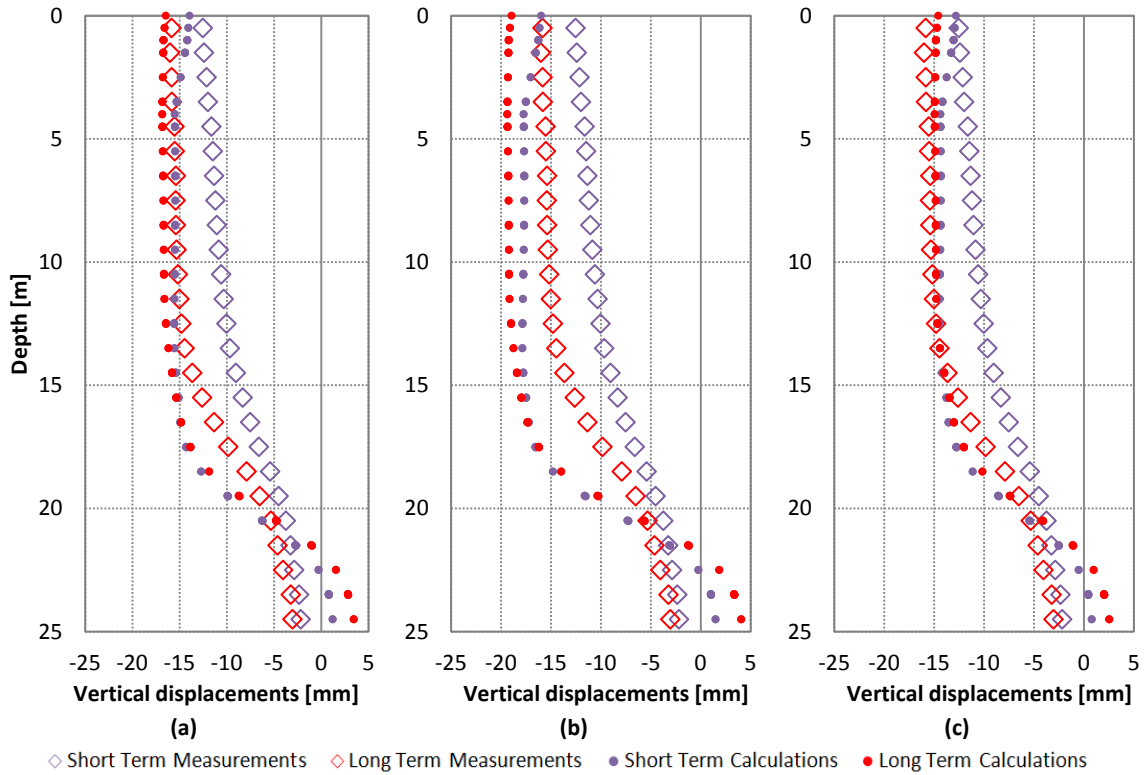 0
5
10
15
20
25
Depth [m]
-25 -20 -15 -10 -5 0 5
Vertical displacements [mm]
(a)
0
5
10
15
20
25
-25 -20 -15 -10 -5 0 5
Vertical displacements [mm]
(b)
0
5
10
15
20
25
-25 -20 -15 -10 -5 0 5
Vertical displacements [mm]
(c)
Short Term Measurements Long Term Measurements Short Term Calculations Long Term Calculations